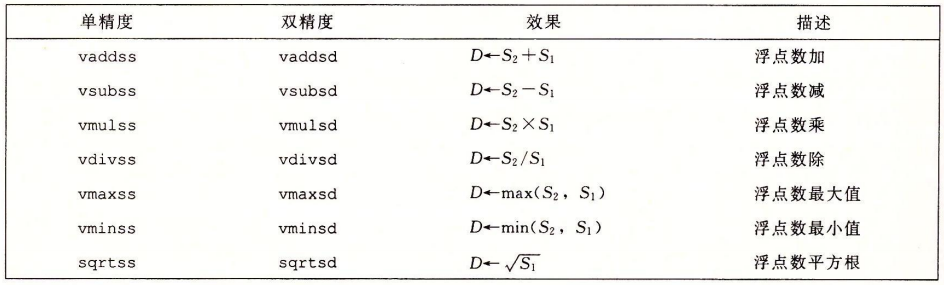 单精度 双精度 效果 描述
vaddss vaddsd D←S₂+S₁ 浮点数加
vsubss vsubsd D←S₂-S₁ 浮点数减
vmulss vmulsd D←S₂×S₁ 浮点数乘
vdivss vdivsd D←S₂/S₁ 浮点数除
vmaxss vmaxsd D←max(S₂, S₁) 浮点数最大值
vminss vminsd D←min(S₂, S₁) 浮点数最小值
sqrtss sqrtsd D←√S₁ 浮点数平方根